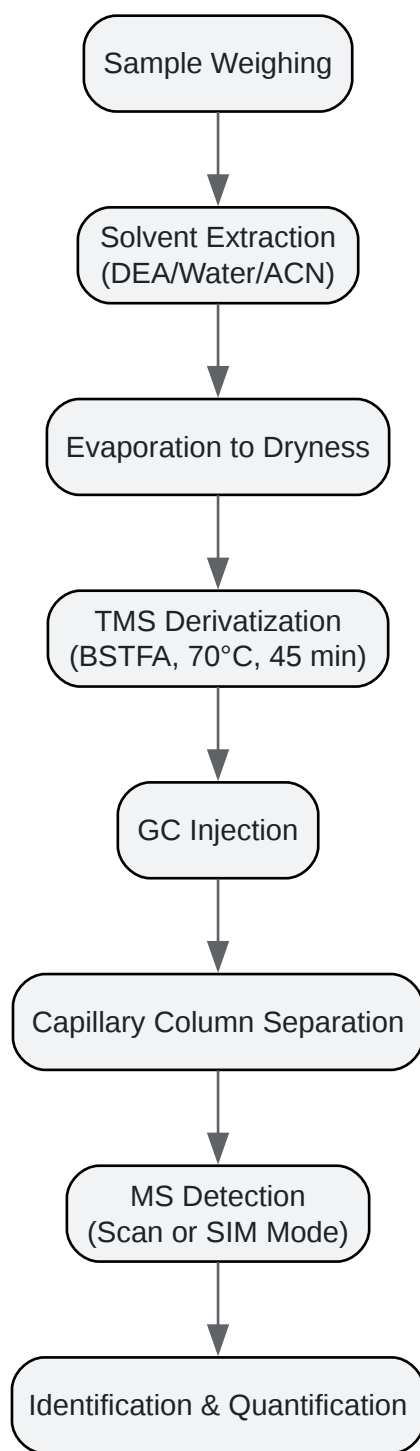 Sample Weighing
Solvent Extraction
(DEA/Water/ACN)
Evaporation to Dryness
TMS Derivatization
(BSTFA, 70°C, 45 min)
GC Injection
Capillary Column Separation
MS Detection
(Scan or SIM Mode)
Identification & Quantification